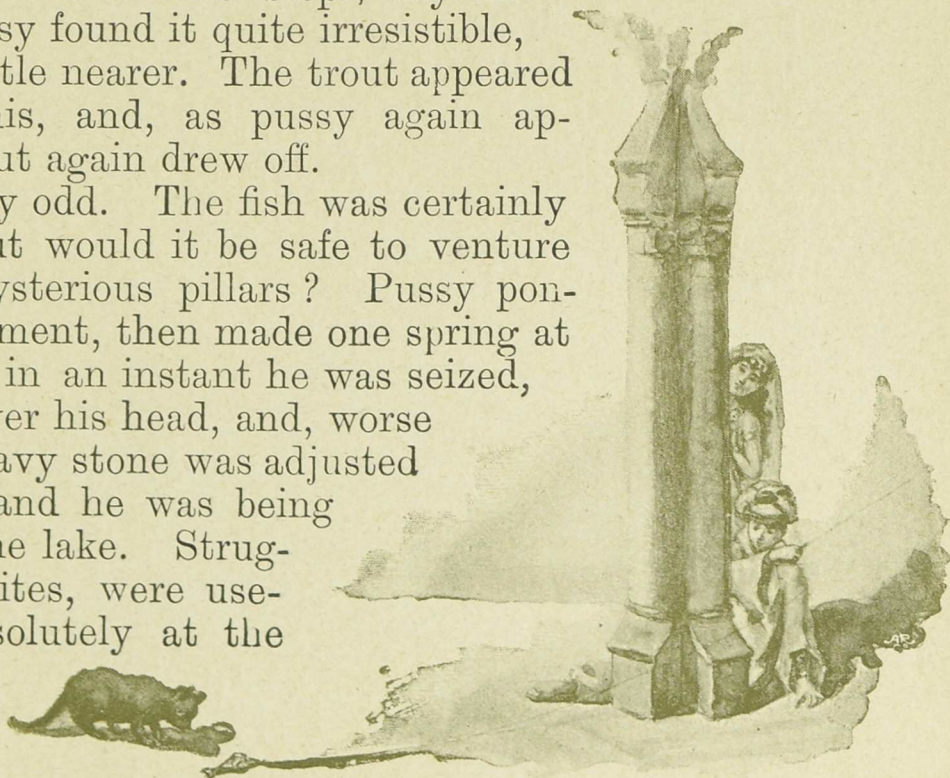 sy found it quite irresistible,
tle nearer. The trout appeared
is, and, as pussy again ap-
ut again drew off.
y odd. The fish was certainly
ut would it be safe to venture
ysterious pillars ? Pussy pon-
ment, then made one spring at
in an instant he was seized,
er his head, and, worse
avy stone was adjusted
and he was being
e lake. Strug-
ites, were use-
solutely at the